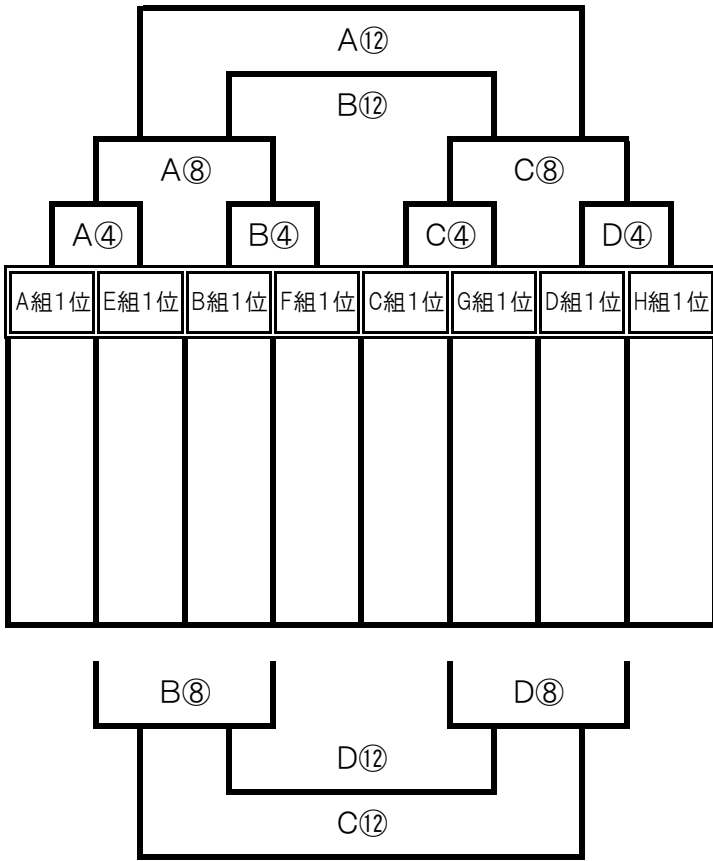 A⑫
B⑫
A⑧ C⑧
A④ B④ C④ D④
A組1位 E組1位 B組1位 F組1位 C組1位 G組1位 D組1位 H組1位
B⑧ D⑧
D⑫
C⑫